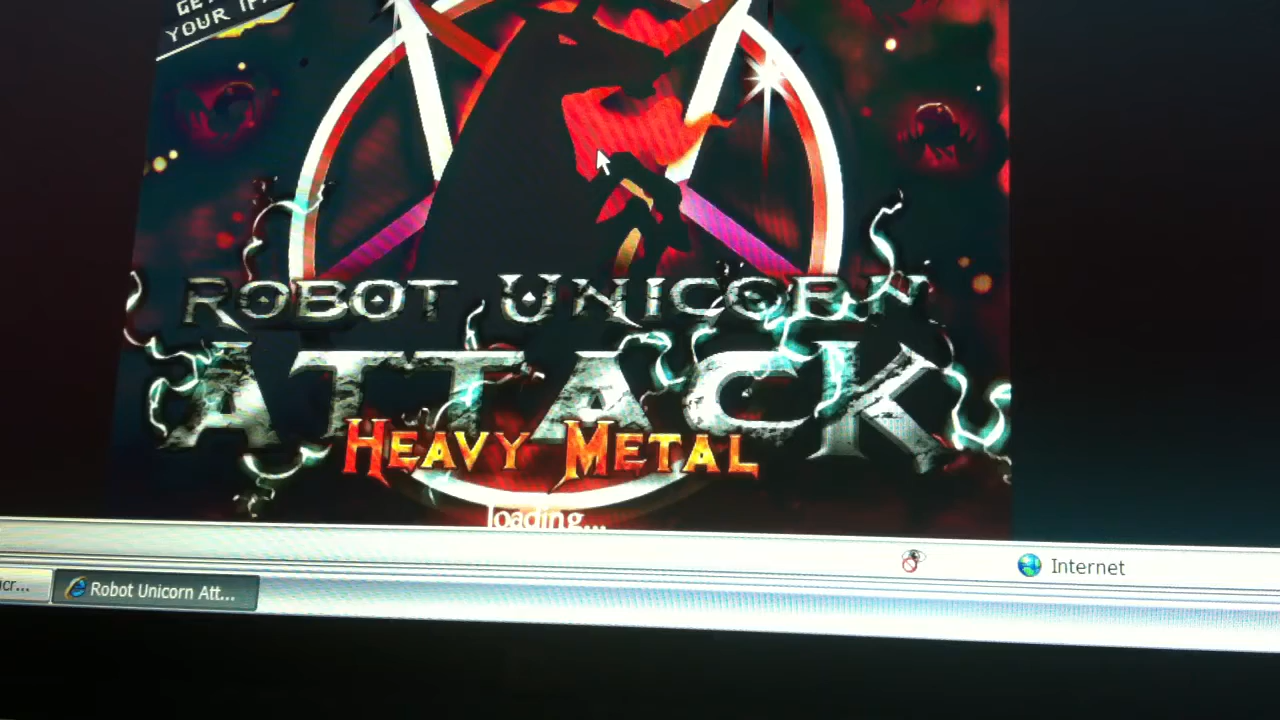 YOUR
ROBOT UNICORN
ATTACK
HEAVY METAL
loading...
Internet
Robot Unicorn Att...